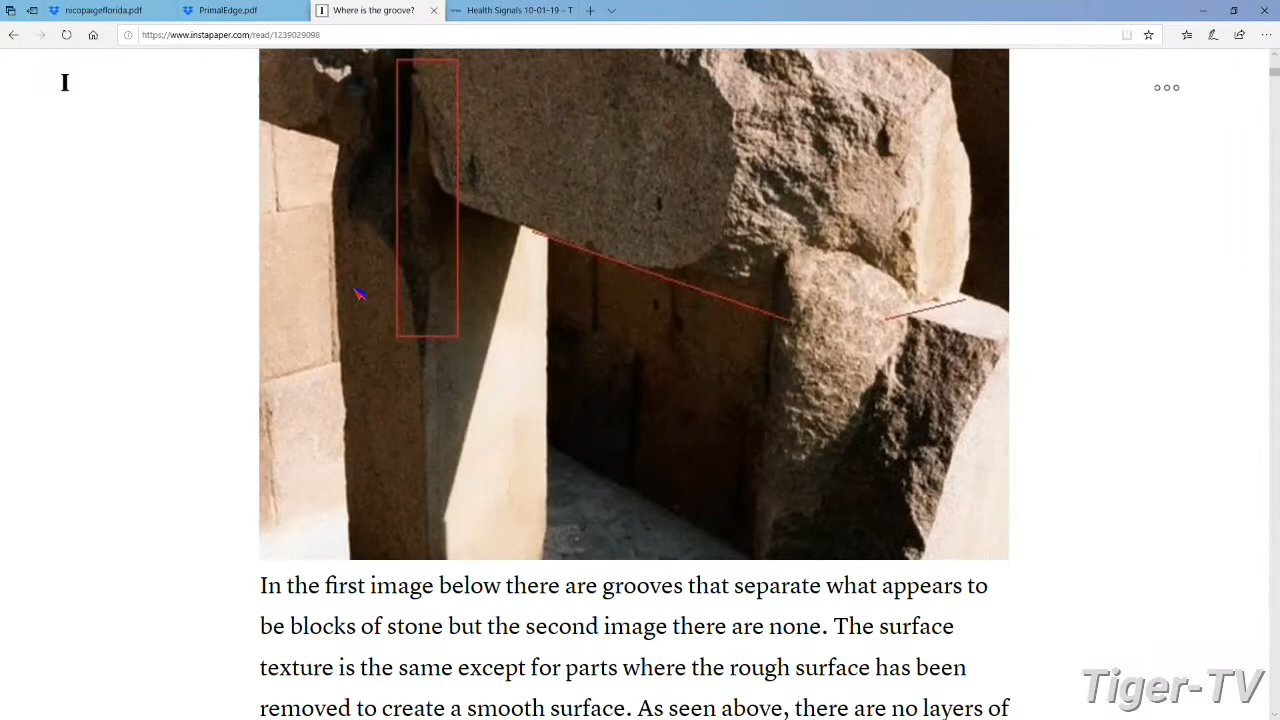 nicopageflorida.pdf
PrimalEdge.pdf
I Where is the groove?
Health Signals 10-01-19 – T
https://www.instapaper.com/read/1239029098
I
In the first image below there are grooves that separate what appears to
be blocks of stone but the second image there are none. The surface
texture is the same except for parts where the rough surface has been
removed to create a smooth surface. As seen above, there are no layers of
Tiger-TV